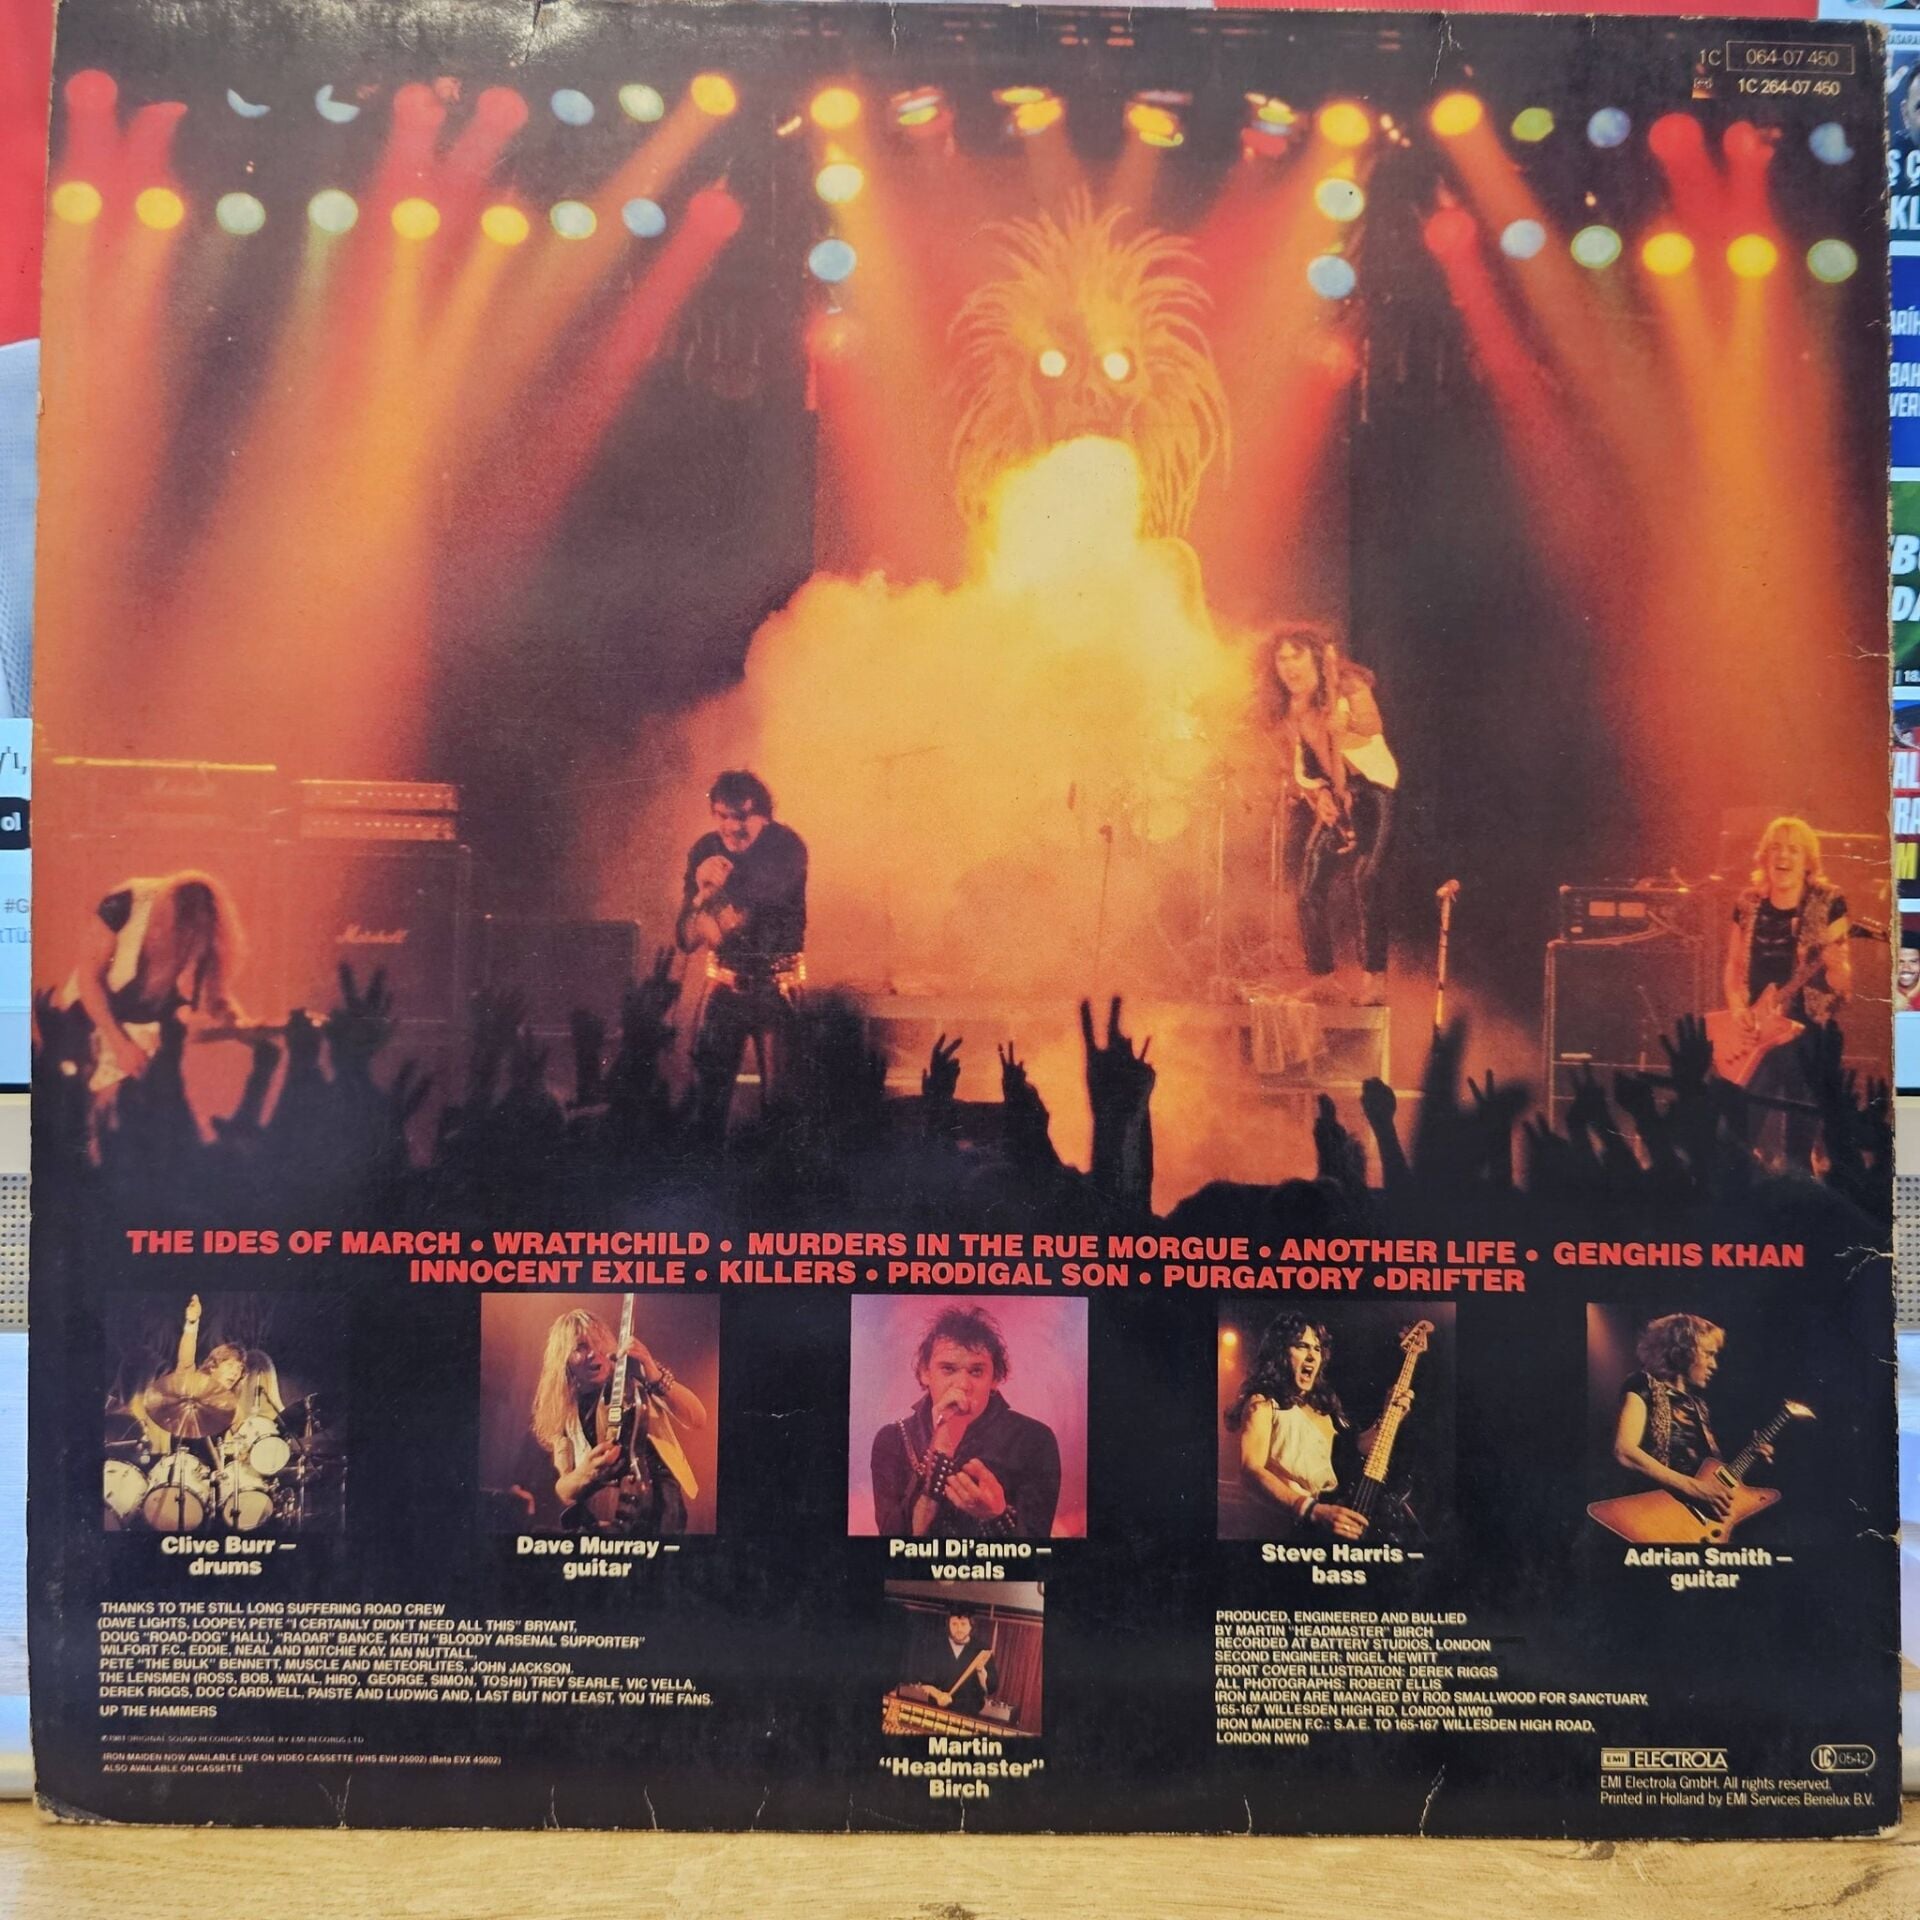 1C 064-07 450
1C 264-07 450
Marshall
THE IDES OF MARCH • WRATHCHILD • MURDERS IN THE RUE MORGUE • ANOTHER LIFE • GENGHIS KHAN
INNOCENT EXILE • KILLERS • PRODIGAL SON • PURGATORY •DRIFTER
Clive Burr –
drums
Dave Murray –
guitar
Paul Di'anno –
vocals
Steve Harris –
bass
Adrian Smith –
guitar
THANKS TO THE STILL LONG SUFFERING ROAD CREW
(DAVE LIGHTS, LOOPEY, PETE "I CERTAINLY DIDN'T NEED ALL THIS" BRYANT,
DOUG "ROAD-DOG" HALL), "RADAR" BANCE, KEITH "BLOODY ARSENAL SUPPORTER"
WILFORT F.C., EDDIE, NEAL AND MITCHIE KAY, IAN NUTTALL,
PETE "THE BULK" BENNETT, MUSCLE AND METEORLITES, JOHN JACKSON,
THE LENSMEN (ROSS, BOB, WATAL, HIRO, GEORGE, SIMON, TOSHI) TREV SEARLE, VIC VELLA,
DEREK RIGGS, DOC CARDWELL, PAISTE AND LUDWIG AND, LAST BUT NOT LEAST, YOU THE FANS.
UP THE HAMMERS
℗ 1981 ORIGINAL SOUND RECORDINGS MADE BY EMI RECORDS LTD
IRON MAIDEN NOW AVAILABLE LIVE ON VIDEO CASSETTE (VHS EVH 25002) (Beta EVX 45002)
ALSO AVAILABLE ON CASSETTE
Martin
"Headmaster"
Birch
PRODUCED, ENGINEERED AND BULLIED
BY MARTIN "HEADMASTER" BIRCH
RECORDED AT BATTERY STUDIOS, LONDON
SECOND ENGINEER: NIGEL HEWITT
FRONT COVER ILLUSTRATION: DEREK RIGGS
ALL PHOTOGRAPHS: ROBERT ELLIS
IRON MAIDEN ARE MANAGED BY ROD SMALLWOOD FOR SANCTUARY,
165-167 WILLESDEN HIGH RD, LONDON NW10
IRON MAIDEN F.C.: S.A.E. TO 165-167 WILLESDEN HIGH ROAD,
LONDON NW10
EMI ELECTROLA
LC 0542
EMI Electrola GmbH. All rights reserved.
Printed in Holland by EMI Services Benelux B.V.